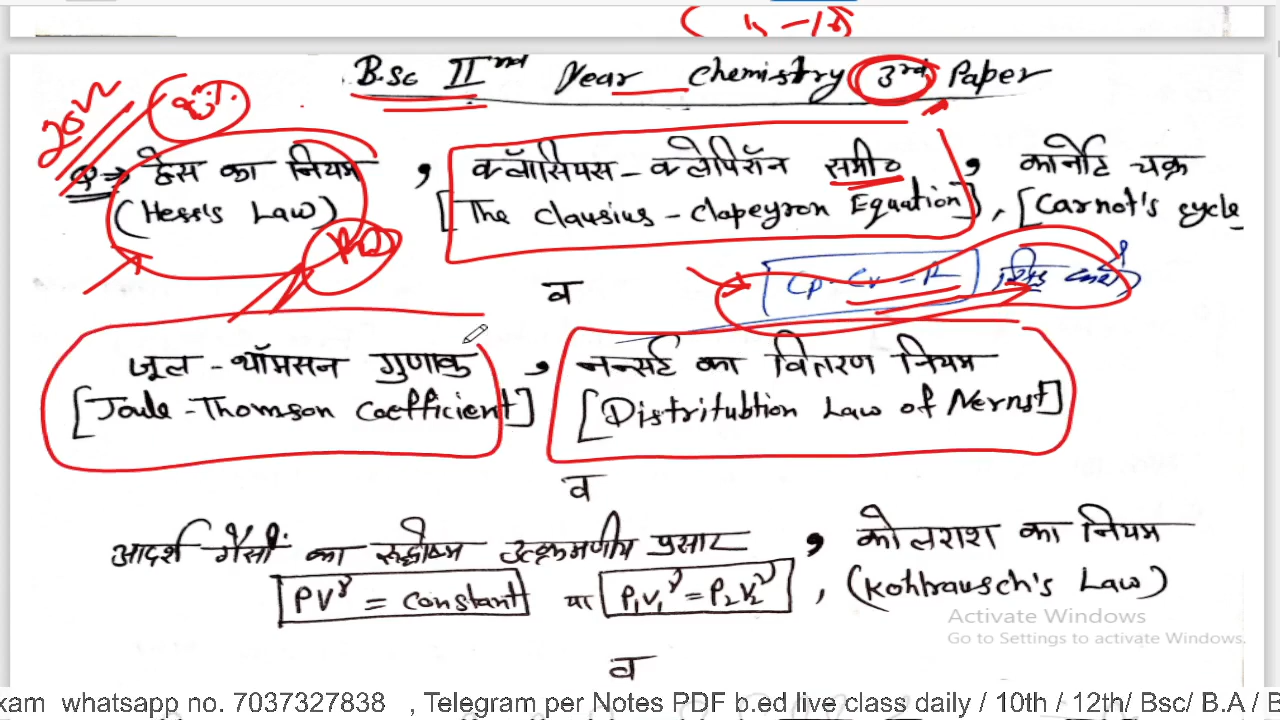 B.Sc IInd Year Chemistry 3rd Paper
Q ⇒ हेस का नियम , क्लॉसियस - क्लेपिरॉन समी० , कार्नोट चक्र
(Hess's Law) [The Clausius - Clapeyron Equation], [Carnot's cycle
व Cp - Cv = R सिद्ध करो
जूल - थॉमसन गुणांक , नर्न्सट का वितरण नियम
[Joule - Thomson Coefficient] [Distritubtion Law of Nernst]
व
आदर्श गैसों का रूद्धोष्म उत्क्रमणीय प्रसार , कोलराश का नियम
PVγ = Constant या P₁V₁γ = P₂V₂γ , (Kohlrausch's Law)
Activate Windows
Go to Settings to activate Windows.
व
xam whatsapp no. 7037327838 , Telegram per Notes PDF b.ed live class daily / 10th / 12th/ Bsc/ B.A / B